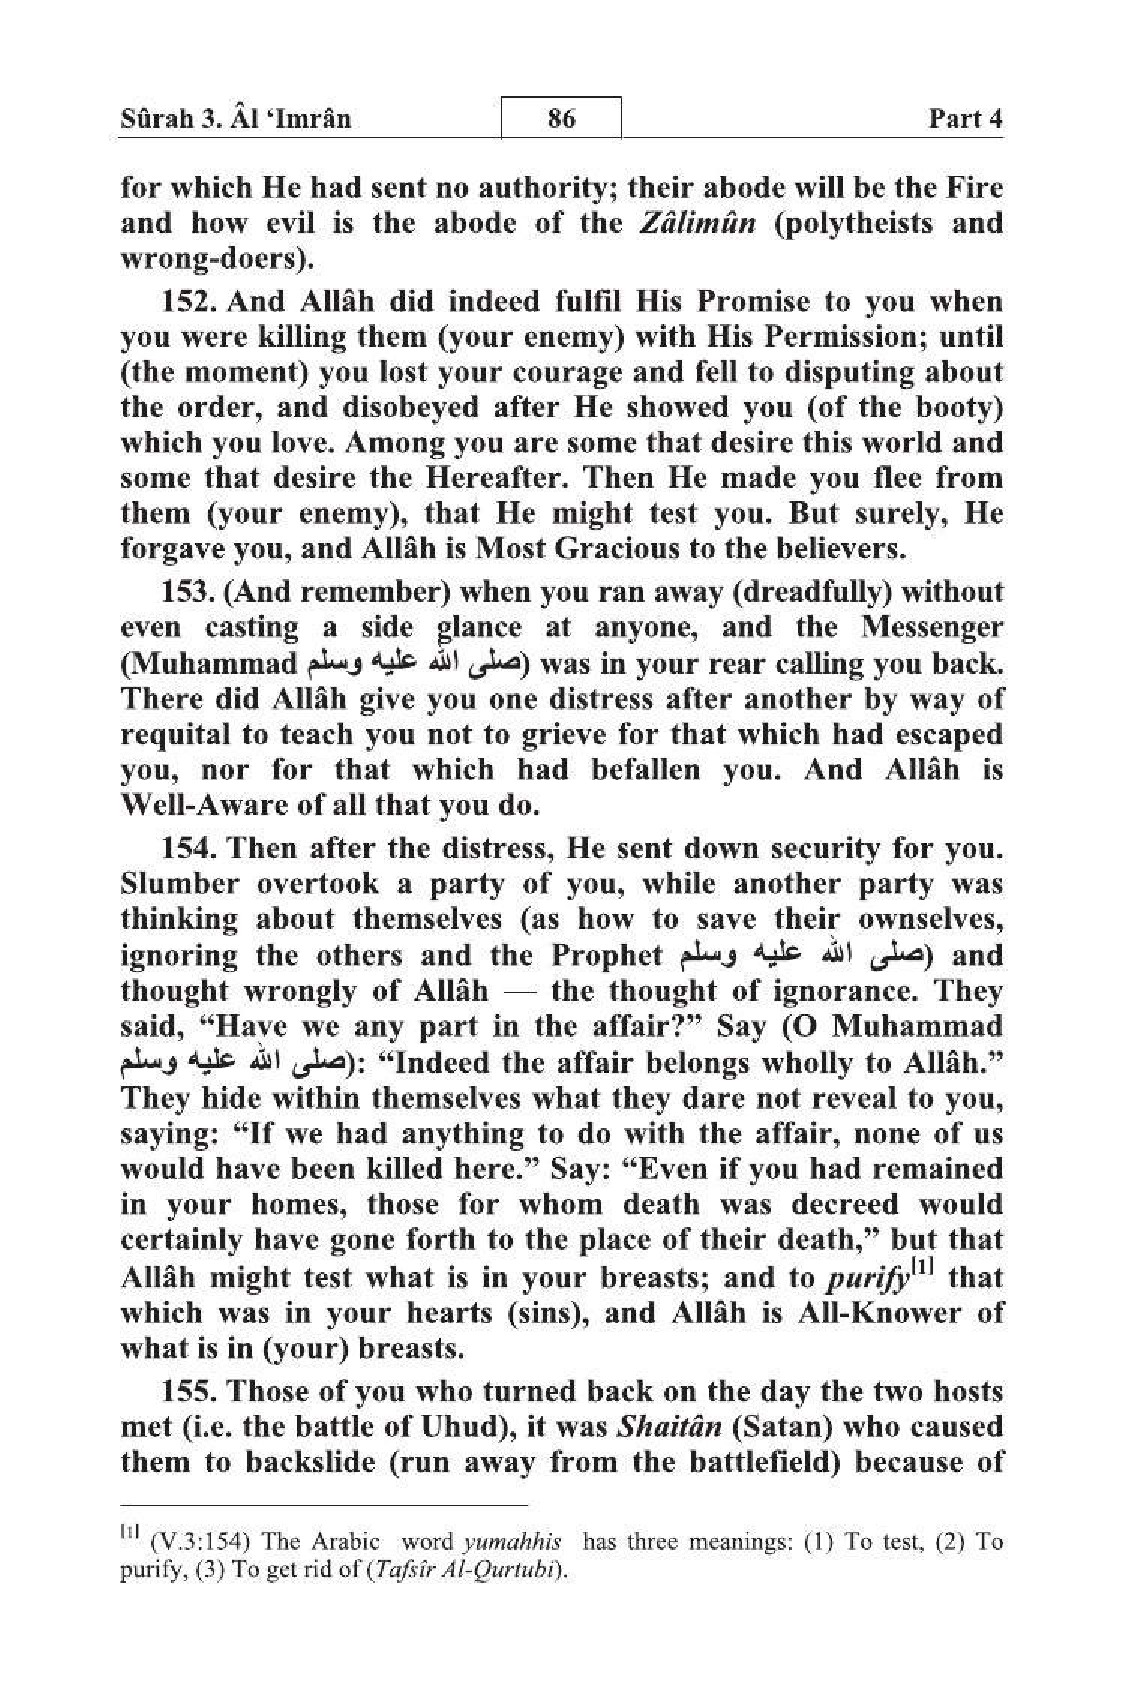 Sûrah 3. Âl ‘Imrân 86 Part 4
for which He had sent no authority; their abode will be the Fire
and how evil is the abode of the Zâlimûn (polytheists and
wrong-doers).
152. And Allâh did indeed fulfil His Promise to you when
you were killing them (your enemy) with His Permission; until
(the moment) you lost your courage and fell to disputing about
the order, and disobeyed after He showed you (of the booty)
which you love. Among you are some that desire this world and
some that desire the Hereafter. Then He made you flee from
them (your enemy), that He might test you. But surely, He
forgave you, and Allâh is Most Gracious to the believers.
153. (And remember) when you ran away (dreadfully) without
even casting a side glance at anyone, and the Messenger
(Muhammad صلى الله عليه وسلم) was in your rear calling you back.
There did Allâh give you one distress after another by way of
requital to teach you not to grieve for that which had escaped
you, nor for that which had befallen you. And Allâh is
Well-Aware of all that you do.
154. Then after the distress, He sent down security for you.
Slumber overtook a party of you, while another party was
thinking about themselves (as how to save their ownselves,
ignoring the others and the Prophet صلى الله عليه وسلم) and
thought wrongly of Allâh — the thought of ignorance. They
said, “Have we any part in the affair?” Say (O Muhammad
صلى الله عليه وسلم): “Indeed the affair belongs wholly to Allâh.”
They hide within themselves what they dare not reveal to you,
saying: “If we had anything to do with the affair, none of us
would have been killed here.” Say: “Even if you had remained
in your homes, those for whom death was decreed would
certainly have gone forth to the place of their death,” but that
Allâh might test what is in your breasts; and to purify[1] that
which was in your hearts (sins), and Allâh is All-Knower of
what is in (your) breasts.
155. Those of you who turned back on the day the two hosts
met (i.e. the battle of Uhud), it was Shaitân (Satan) who caused
them to backslide (run away from the battlefield) because of
[1] (V.3:154) The Arabic word yumahhis has three meanings: (1) To test, (2) To
purify, (3) To get rid of (Tafsîr Al-Qurtubi).